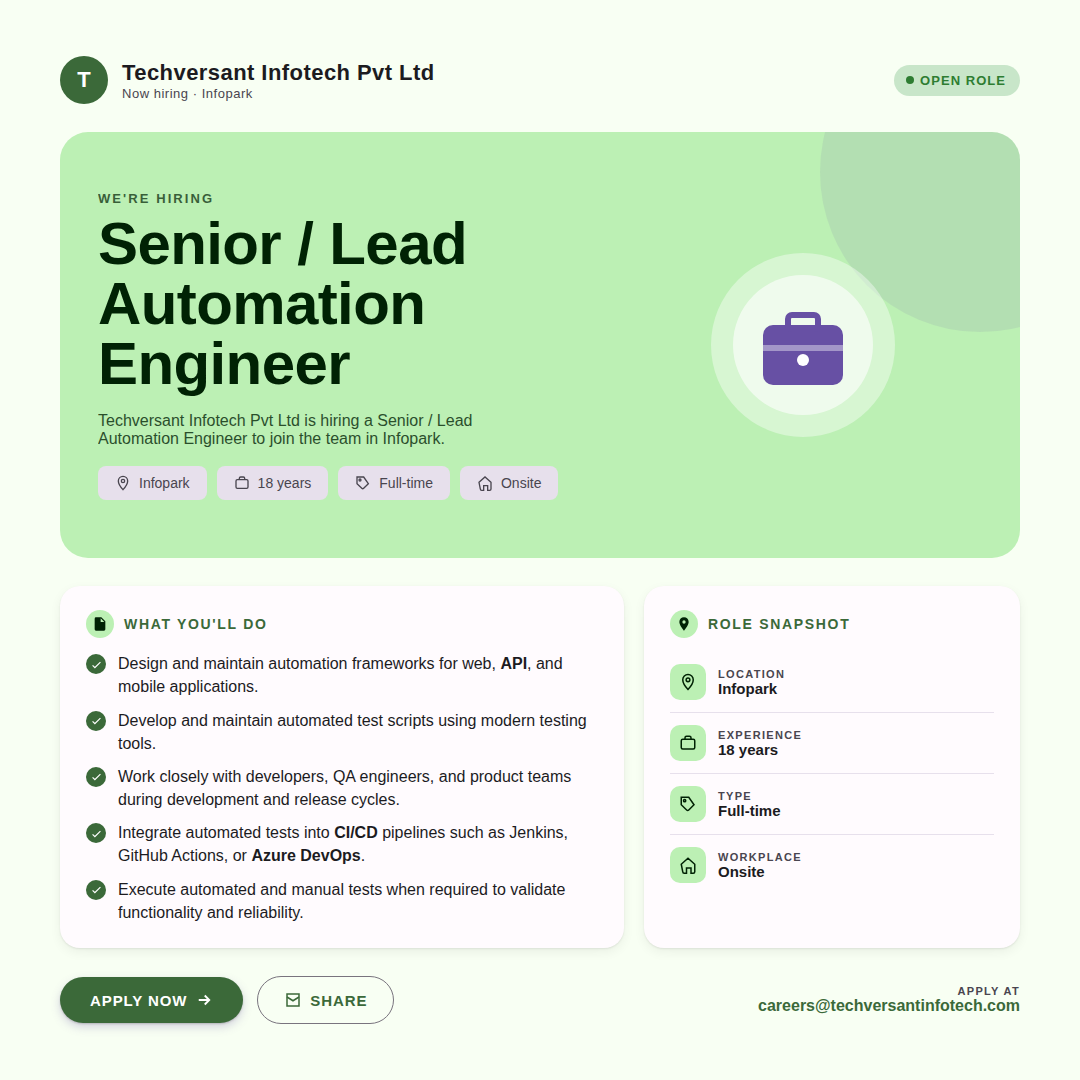 T
Techversant Infotech Pvt Ltd
Now hiring · Infopark
OPEN ROLE
WE'RE HIRING
Senior / Lead
Automation
Engineer
Techversant Infotech Pvt Ltd is hiring a Senior / Lead
Automation Engineer to join the team in Infopark.
Infopark
18 years
Full-time
Onsite
WHAT YOU'LL DO
Design and maintain automation frameworks for web, API, and
mobile applications.
Develop and maintain automated test scripts using modern testing
tools.
Work closely with developers, QA engineers, and product teams
during development and release cycles.
Integrate automated tests into CI/CD pipelines such as Jenkins,
GitHub Actions, or Azure DevOps.
Execute automated and manual tests when required to validate
functionality and reliability.
ROLE SNAPSHOT
LOCATION
Infopark
EXPERIENCE
18 years
TYPE
Full-time
WORKPLACE
Onsite
APPLY NOW
SHARE
APPLY AT
careers@techversantinfotech.com